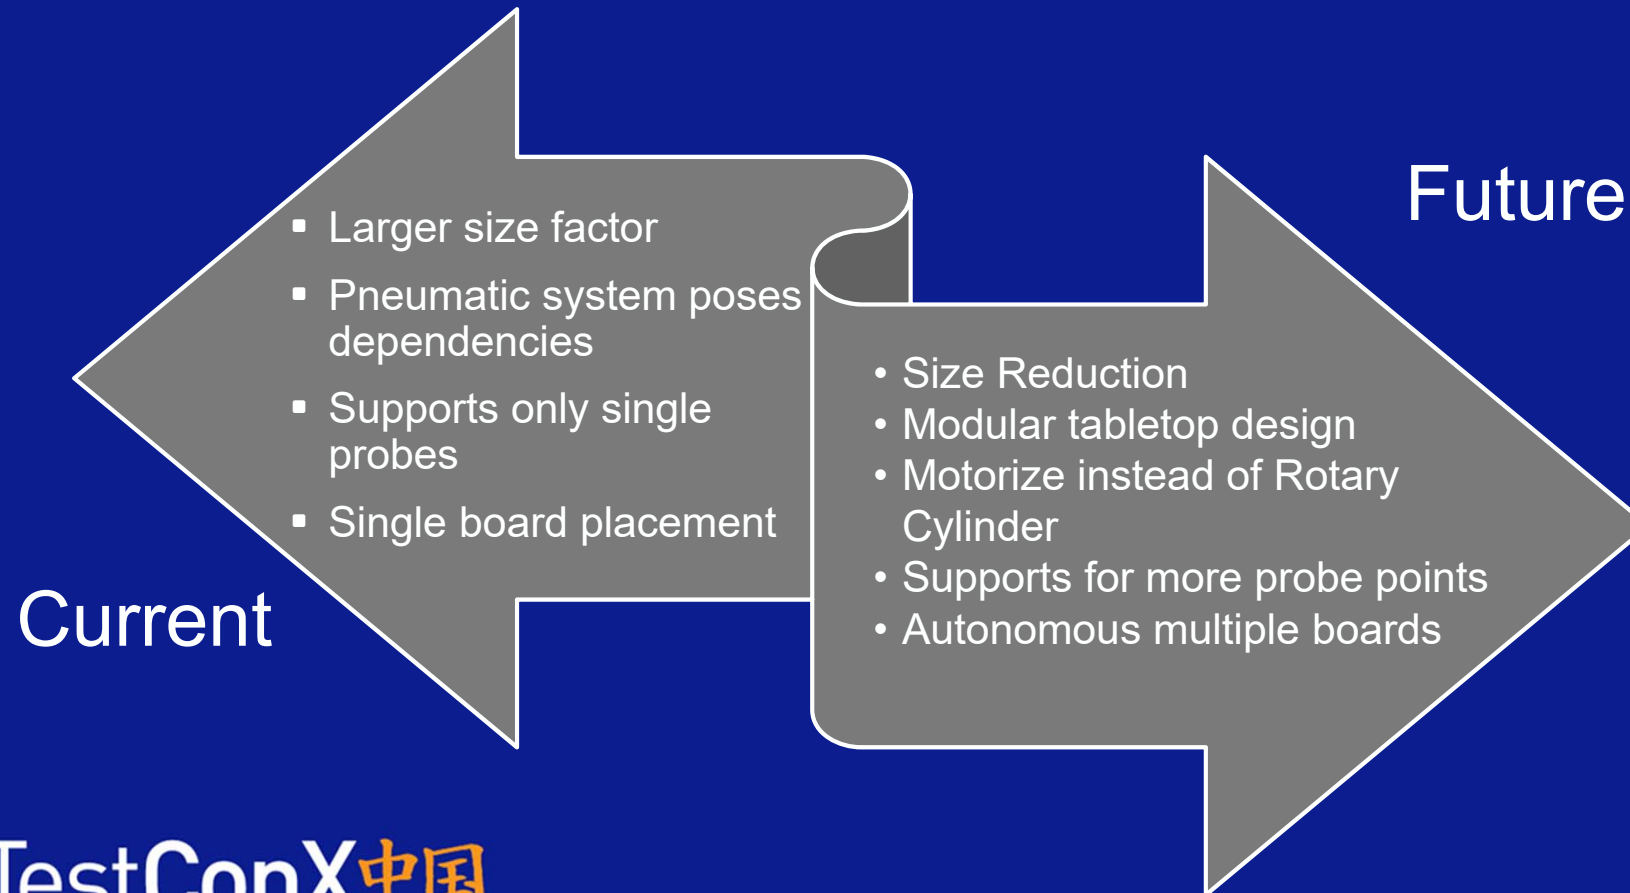 Future
▪ Larger size factor
▪ Pneumatic system poses
dependencies
▪ Supports only single
probes
▪ Single board placement
• Size Reduction
• Modular tabletop design
• Motorize instead of Rotary
Cylinder
• Supports for more probe points
• Autonomous multiple boards
Current
TestConX中国